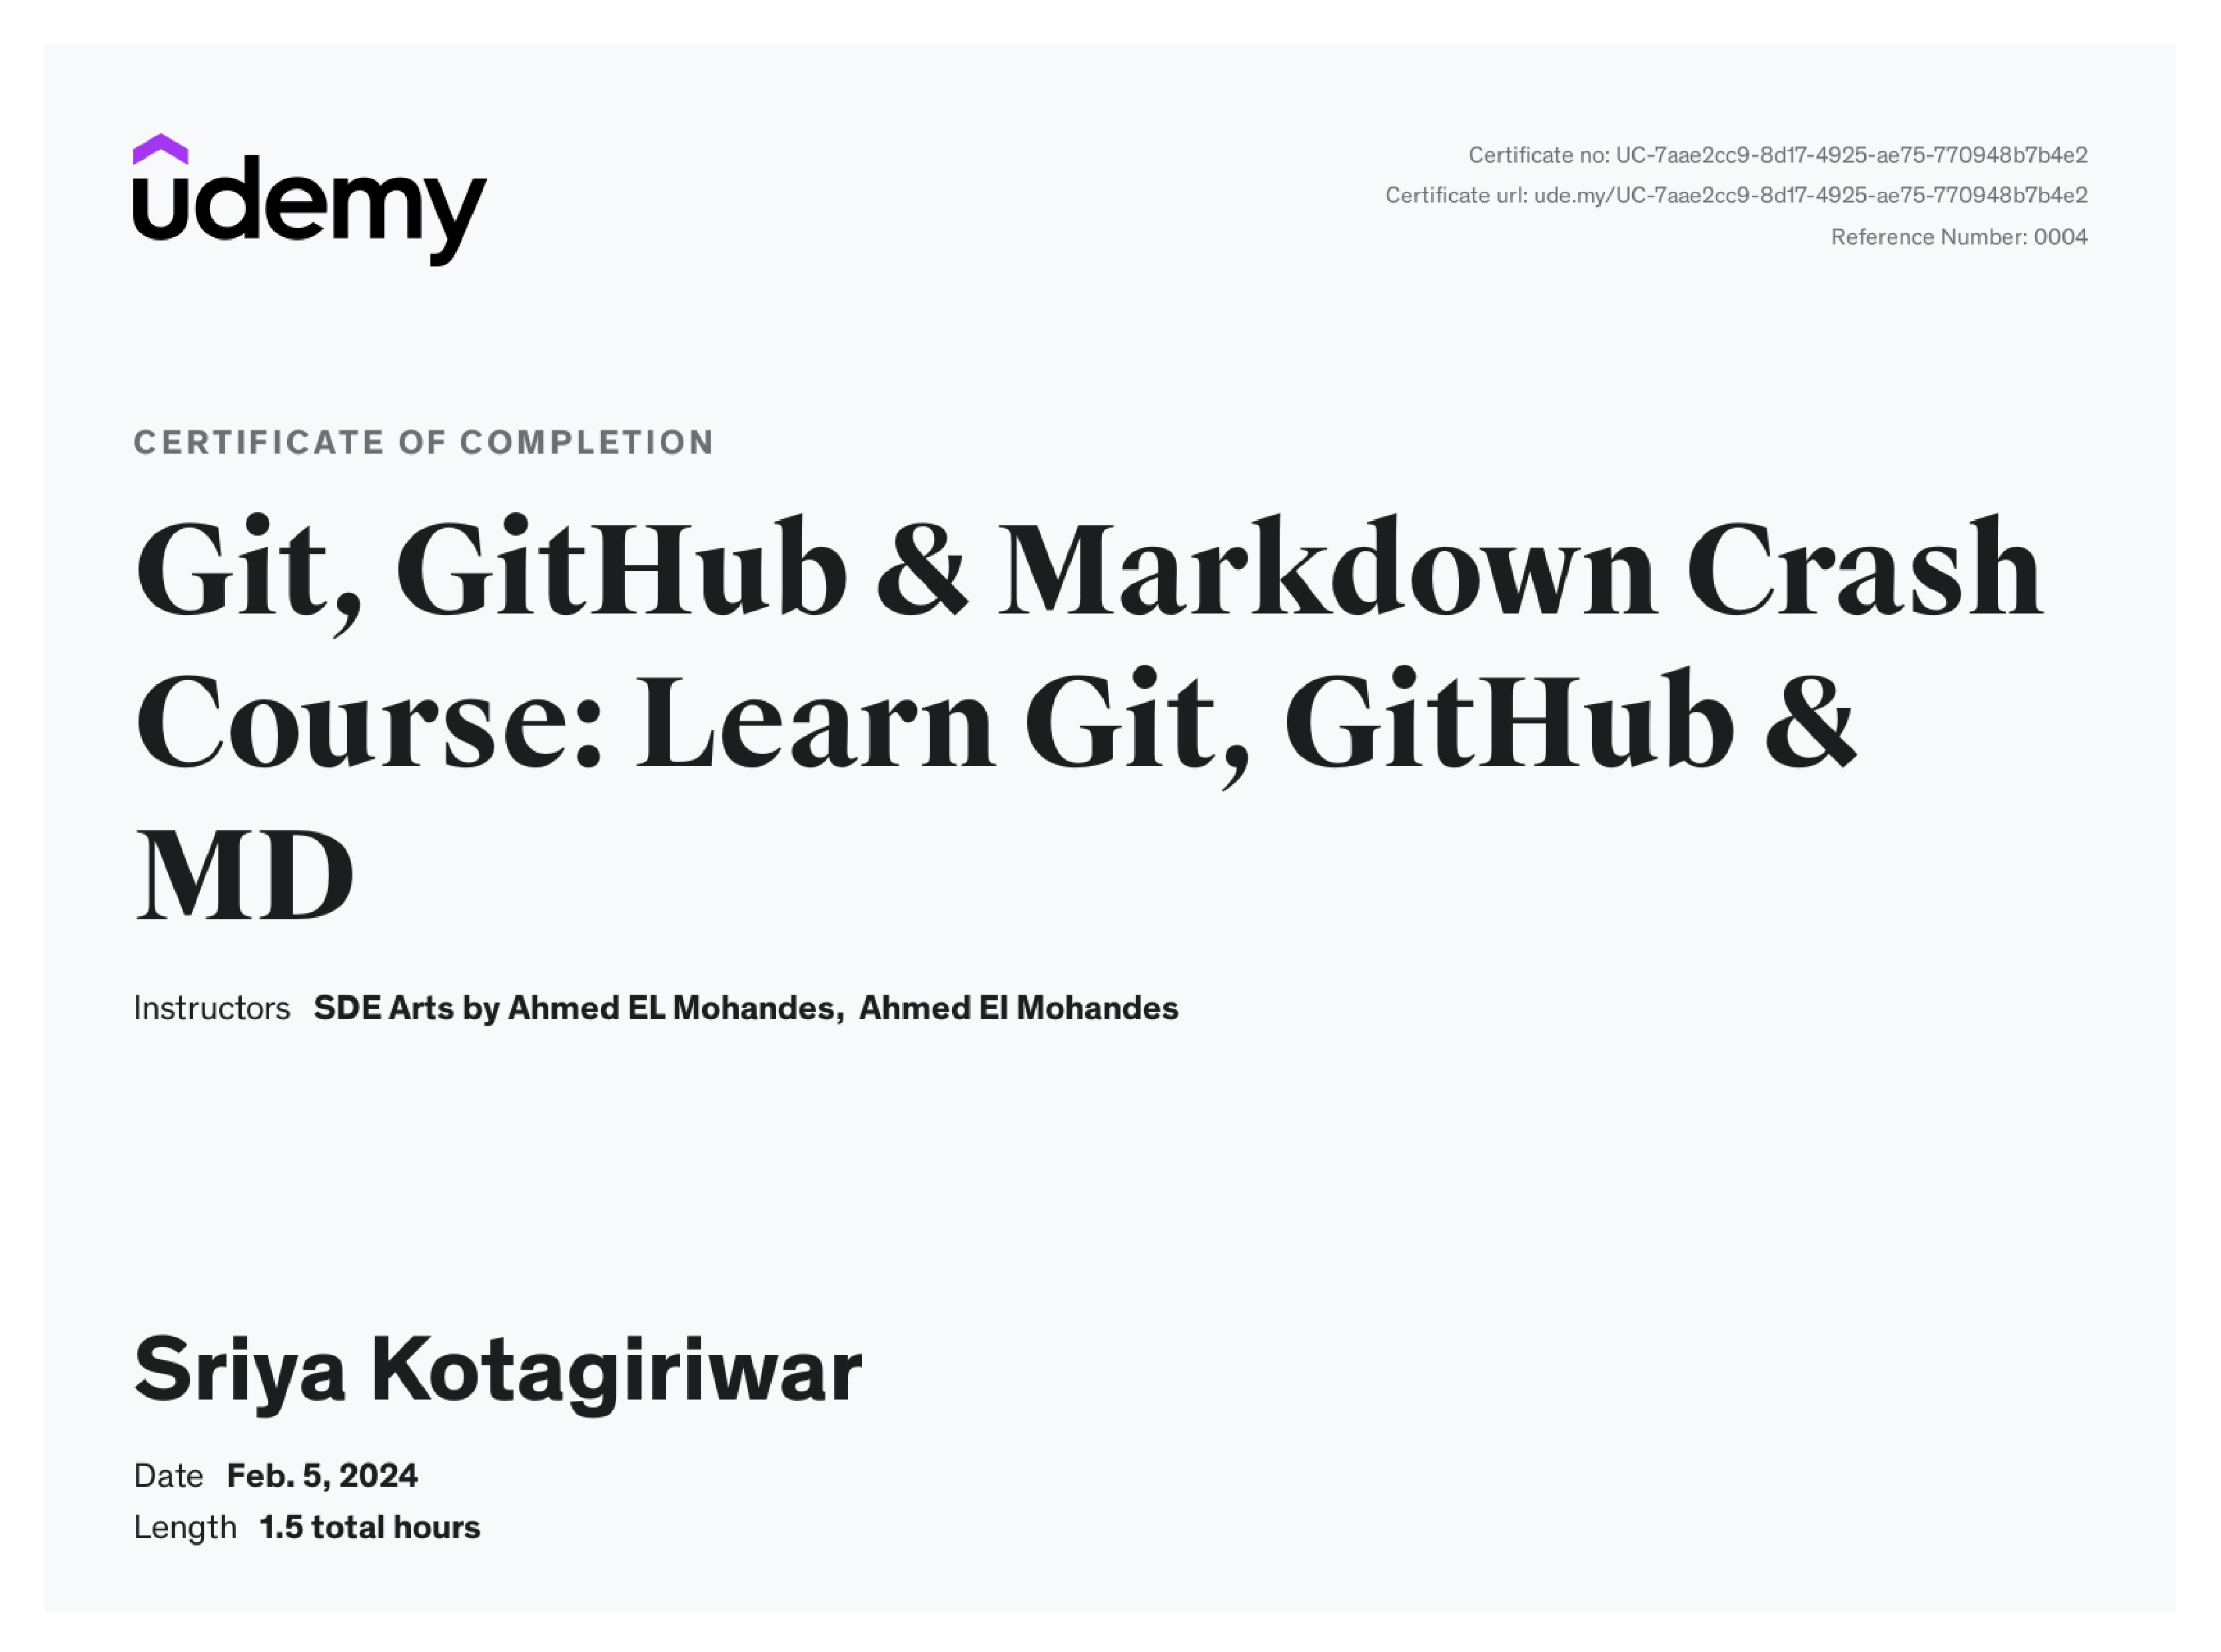 udemy
Certificate no: UC-7aae2cc9-8d17-4925-ae75-770948b7b4e2
Certificate url: ude.my/UC-7aae2cc9-8d17-4925-ae75-770948b7b4e2
Reference Number: 0004
CERTIFICATE OF COMPLETION
Git, GitHub & Markdown Crash
Course: Learn Git, GitHub &
MD
Instructors SDE Arts by Ahmed EL Mohandes, Ahmed El Mohandes
Sriya Kotagiriwar
Date Feb. 5, 2024
Length 1.5 total hours